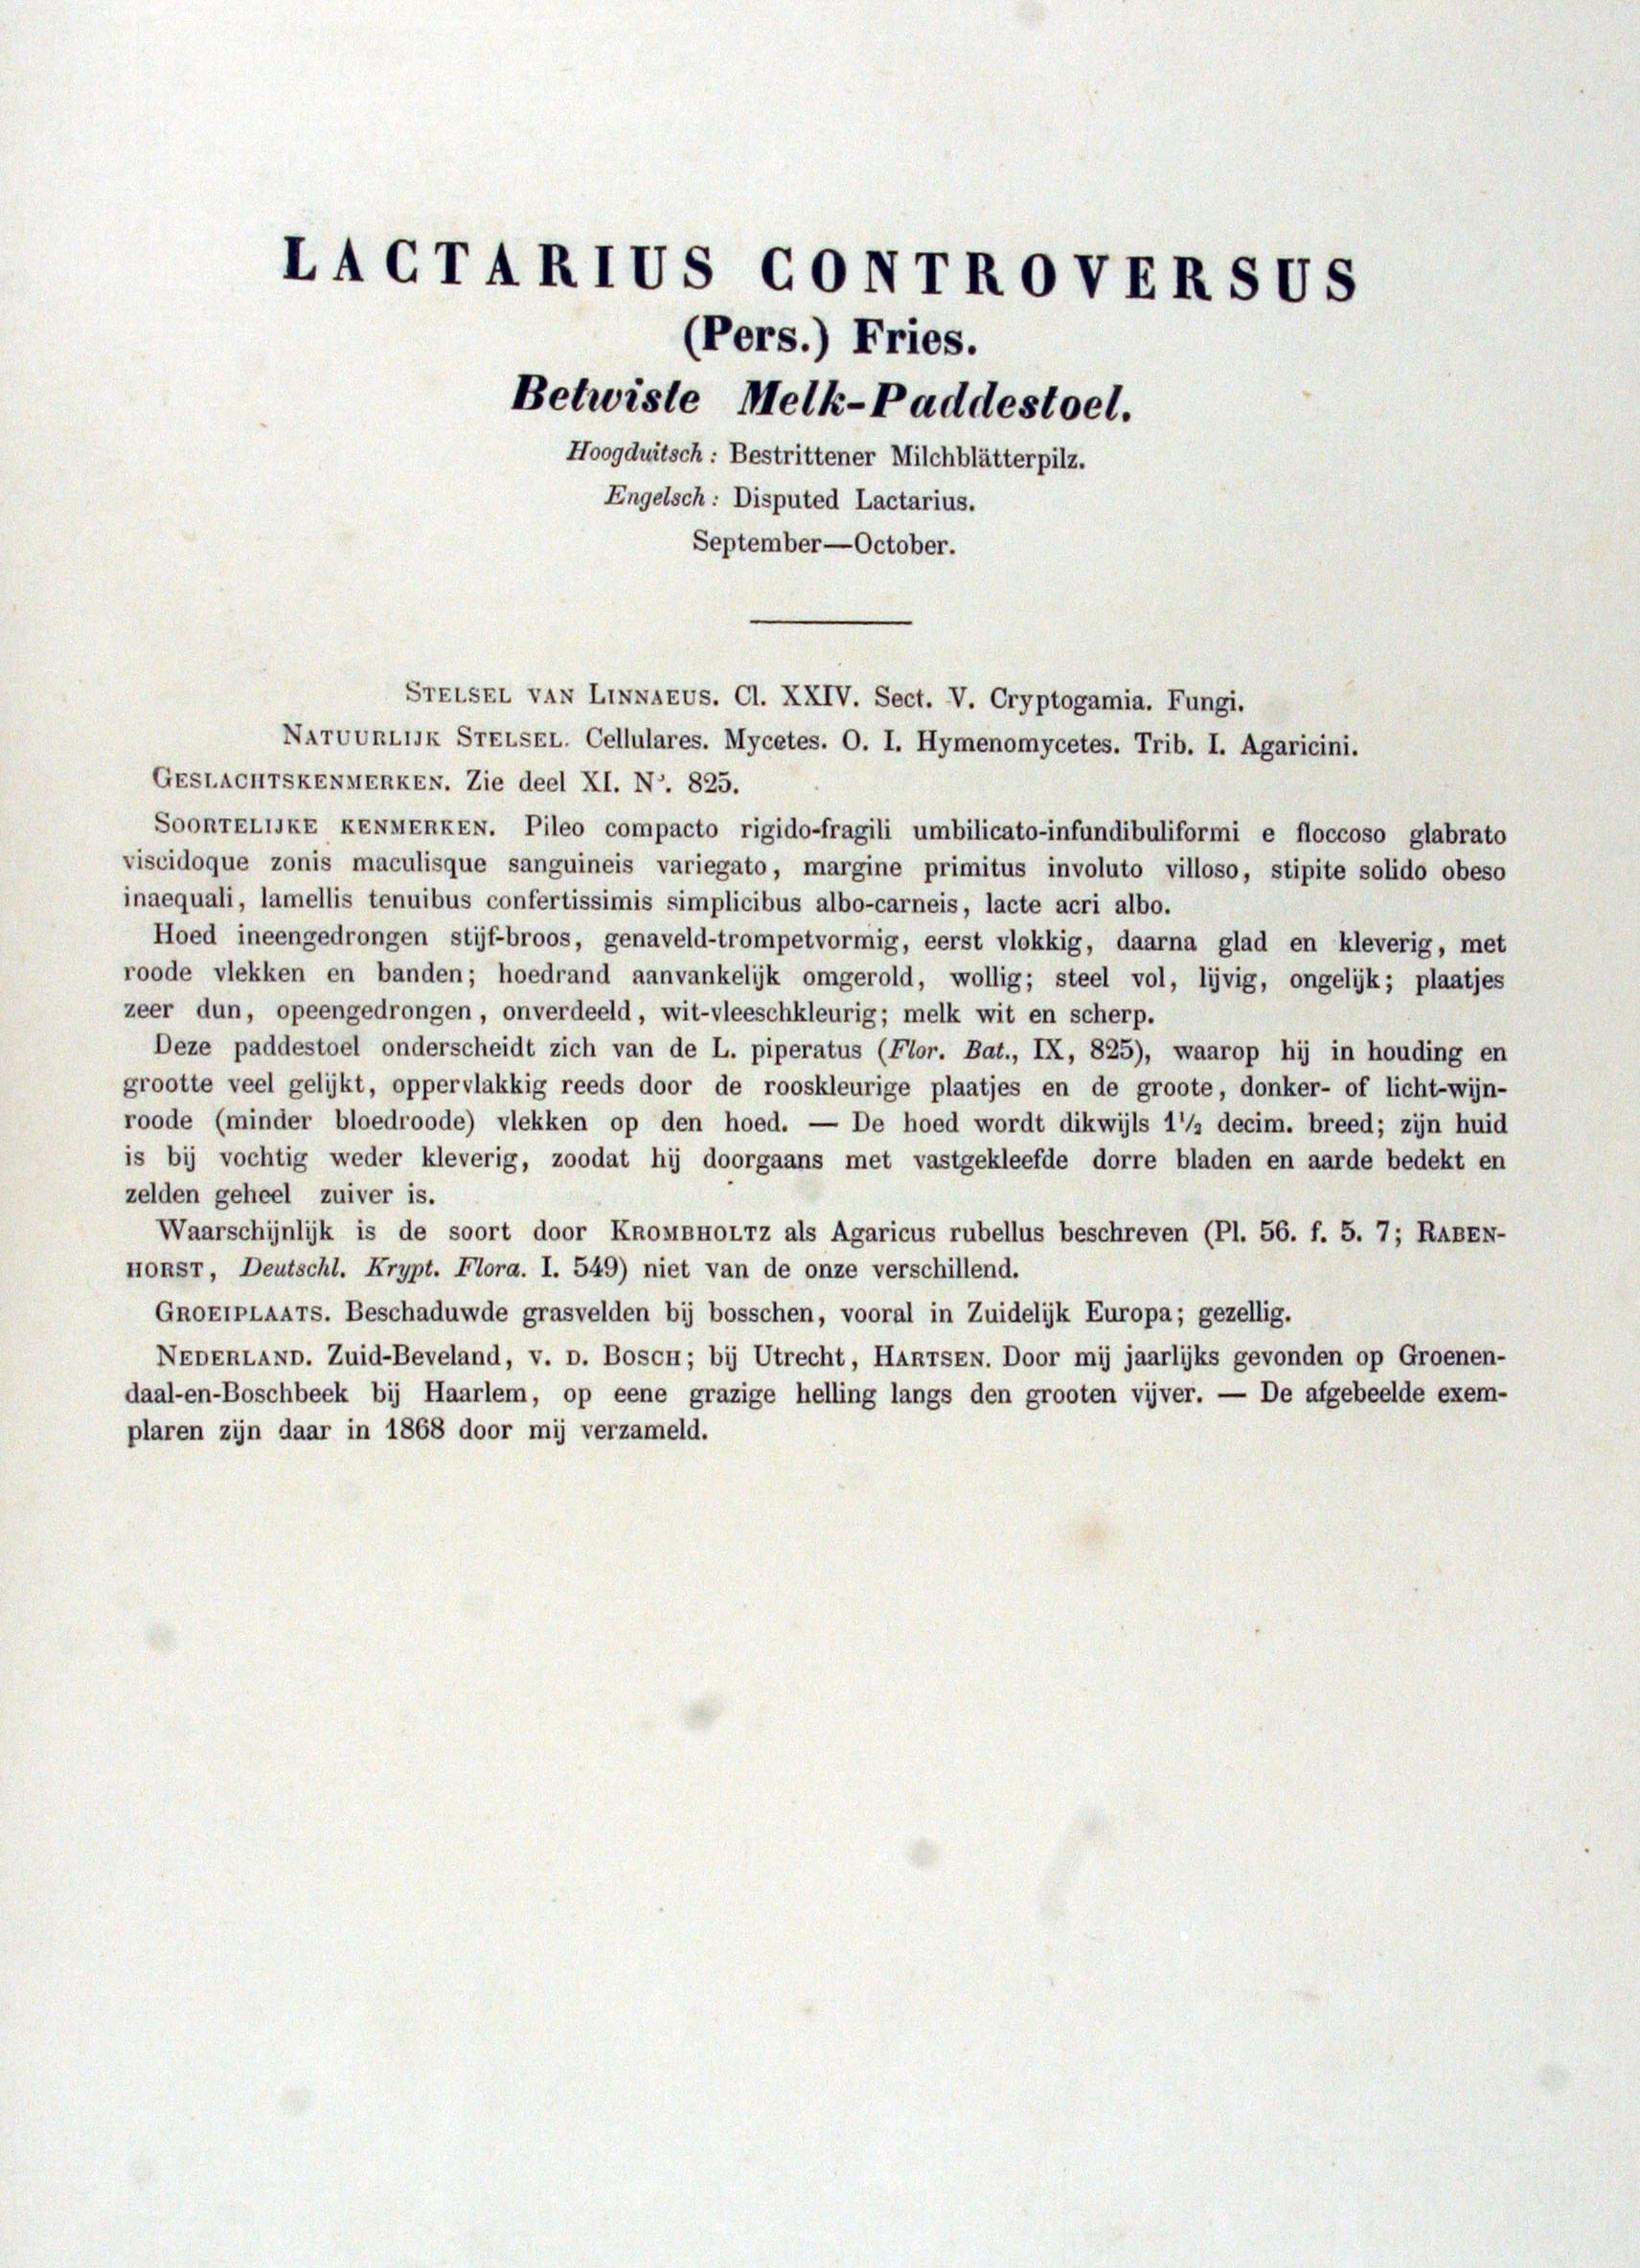 LACTARIUS CONTROVERSUS
(Pers.) Fries.
Betwiste Melk-Paddestoel.
Hoogduitsch: Bestrittener Milchblätterpilz.
Engelsch: Disputed Lactarius.
September—October.
STELSEL VAN LINNAEUS. Cl. XXIV. Sect. V. Cryptogamia. Fungi.
NATUURLIJK STELSEL. Cellulares. Mycetes. O. I. Hymenomycetes. Trib. I. Agaricini.
GESLACHTSKENMERKEN. Zie deel XI. N°. 825.
SOORTELIJKE KENMERKEN. Pileo compacto rigido-fragili umbilicato-infundibuliformi e floccoso glabrato
viscidoque zonis maculisque sanguineis variegato, margine primitus involuto villoso, stipite solido obeso
inaequali, lamellis tenuibus confertissimis simplicibus albo-carneis, lacte acri albo.
Hoed ineengedrongen stijf-broos, genaveld-trompetvormig, eerst vlokkig, daarna glad en kleverig, met
roode vlekken en banden; hoedrand aanvankelijk omgerold, wollig; steel vol, lijvig, ongelijk; plaatjes
zeer dun, opeengedrongen, onverdeeld, wit-vleeschkleurig; melk wit en scherp.
Deze paddestoel onderscheidt zich van de L. piperatus (Flor. Bat., IX, 825), waarop hij in houding en
grootte veel gelijkt, oppervlakkig reeds door de rooskleurige plaatjes en de groote, donker- of licht-wijn-
roode (minder bloedroode) vlekken op den hoed. — De hoed wordt dikwijls 1½ decim. breed; zijn huid
is bij vochtig weder kleverig, zoodat hij doorgaans met vastgekleefde dorre bladen en aarde bedekt en
zelden geheel zuiver is.
Waarschijnlijk is de soort door KROMBHOLTZ als Agaricus rubellus beschreven (Pl. 56. f. 5. 7; RABEN-
HORST, Deutschl. Krypt. Flora. I. 549) niet van de onze verschillend.
GROEIPLAATS. Beschaduwde grasvelden bij bosschen, vooral in Zuidelijk Europa; gezellig.
NEDERLAND. Zuid-Beveland, V. D. BOSCH; bij Utrecht, HARTSEN. Door mij jaarlijks gevonden op Groenen-
daal-en-Boschbeek bij Haarlem, op eene grazige helling langs den grooten vijver. — De afgebeelde exem-
plaren zijn daar in 1868 door mij verzameld.